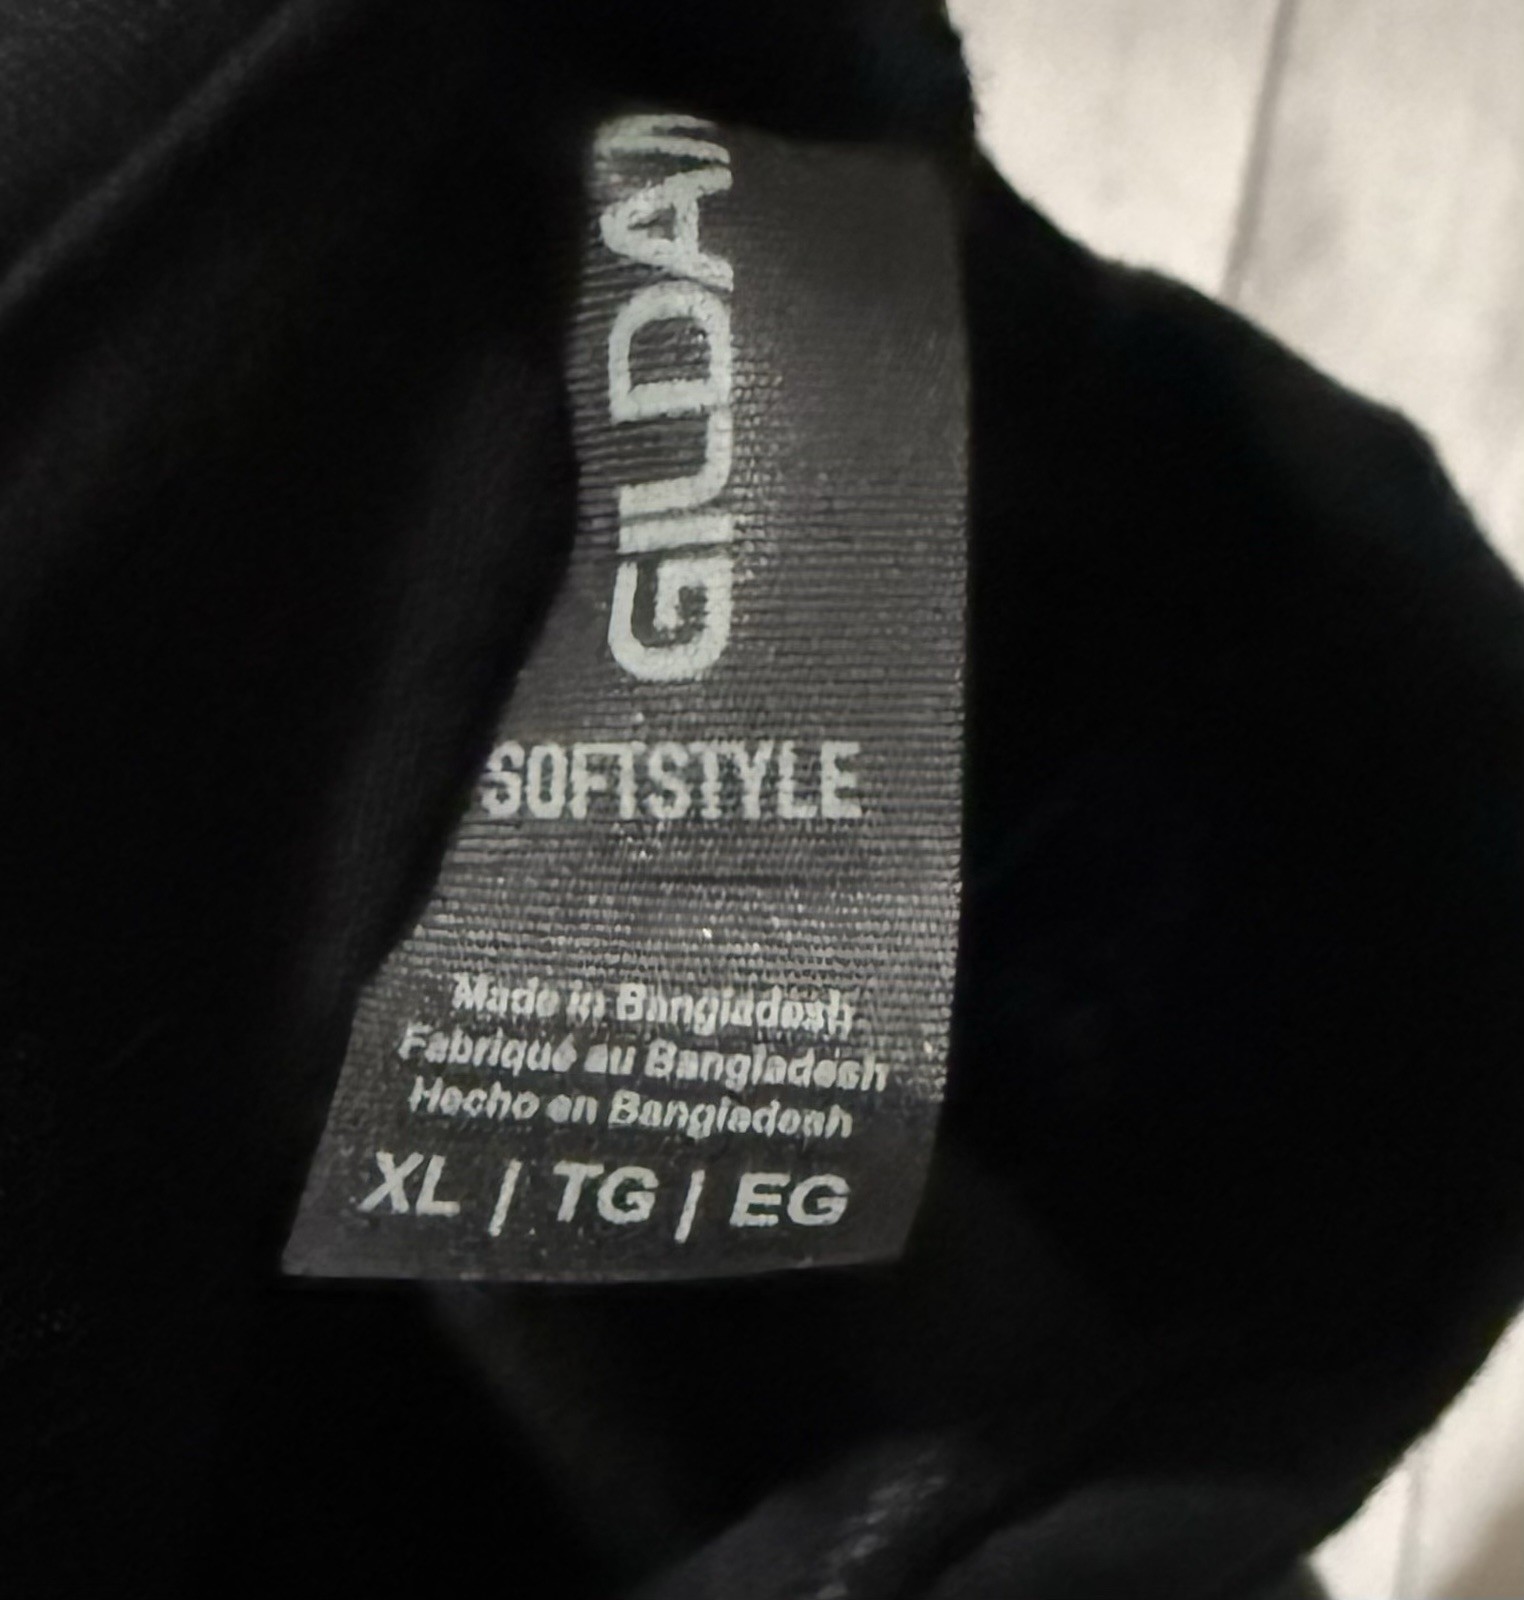 GILDAN
SOFTSTYLE
Made in Bangladesh
Fabriqué au Bangladesh
Hecho en Bangladesh
XL / TG / EG